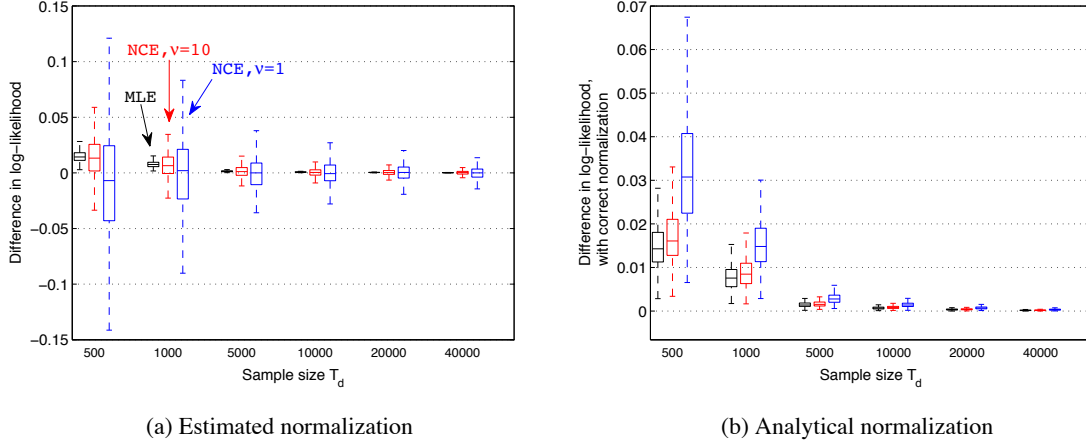 0.15
0.1
0.05
0
−0.05
−0.1
−0.15
Difference in log−likelihood
NCE,ν=10
NCE,ν=1
MLE
500 1000 5000 10000 20000 40000
Sample size T_d
(a) Estimated normalization
0.07
0.06
0.05
0.04
0.03
0.02
0.01
0
Difference in log−likelihood,
with correct normalization
500 1000 5000 10000 20000 40000
Sample size T_d
(b) Analytical normalization